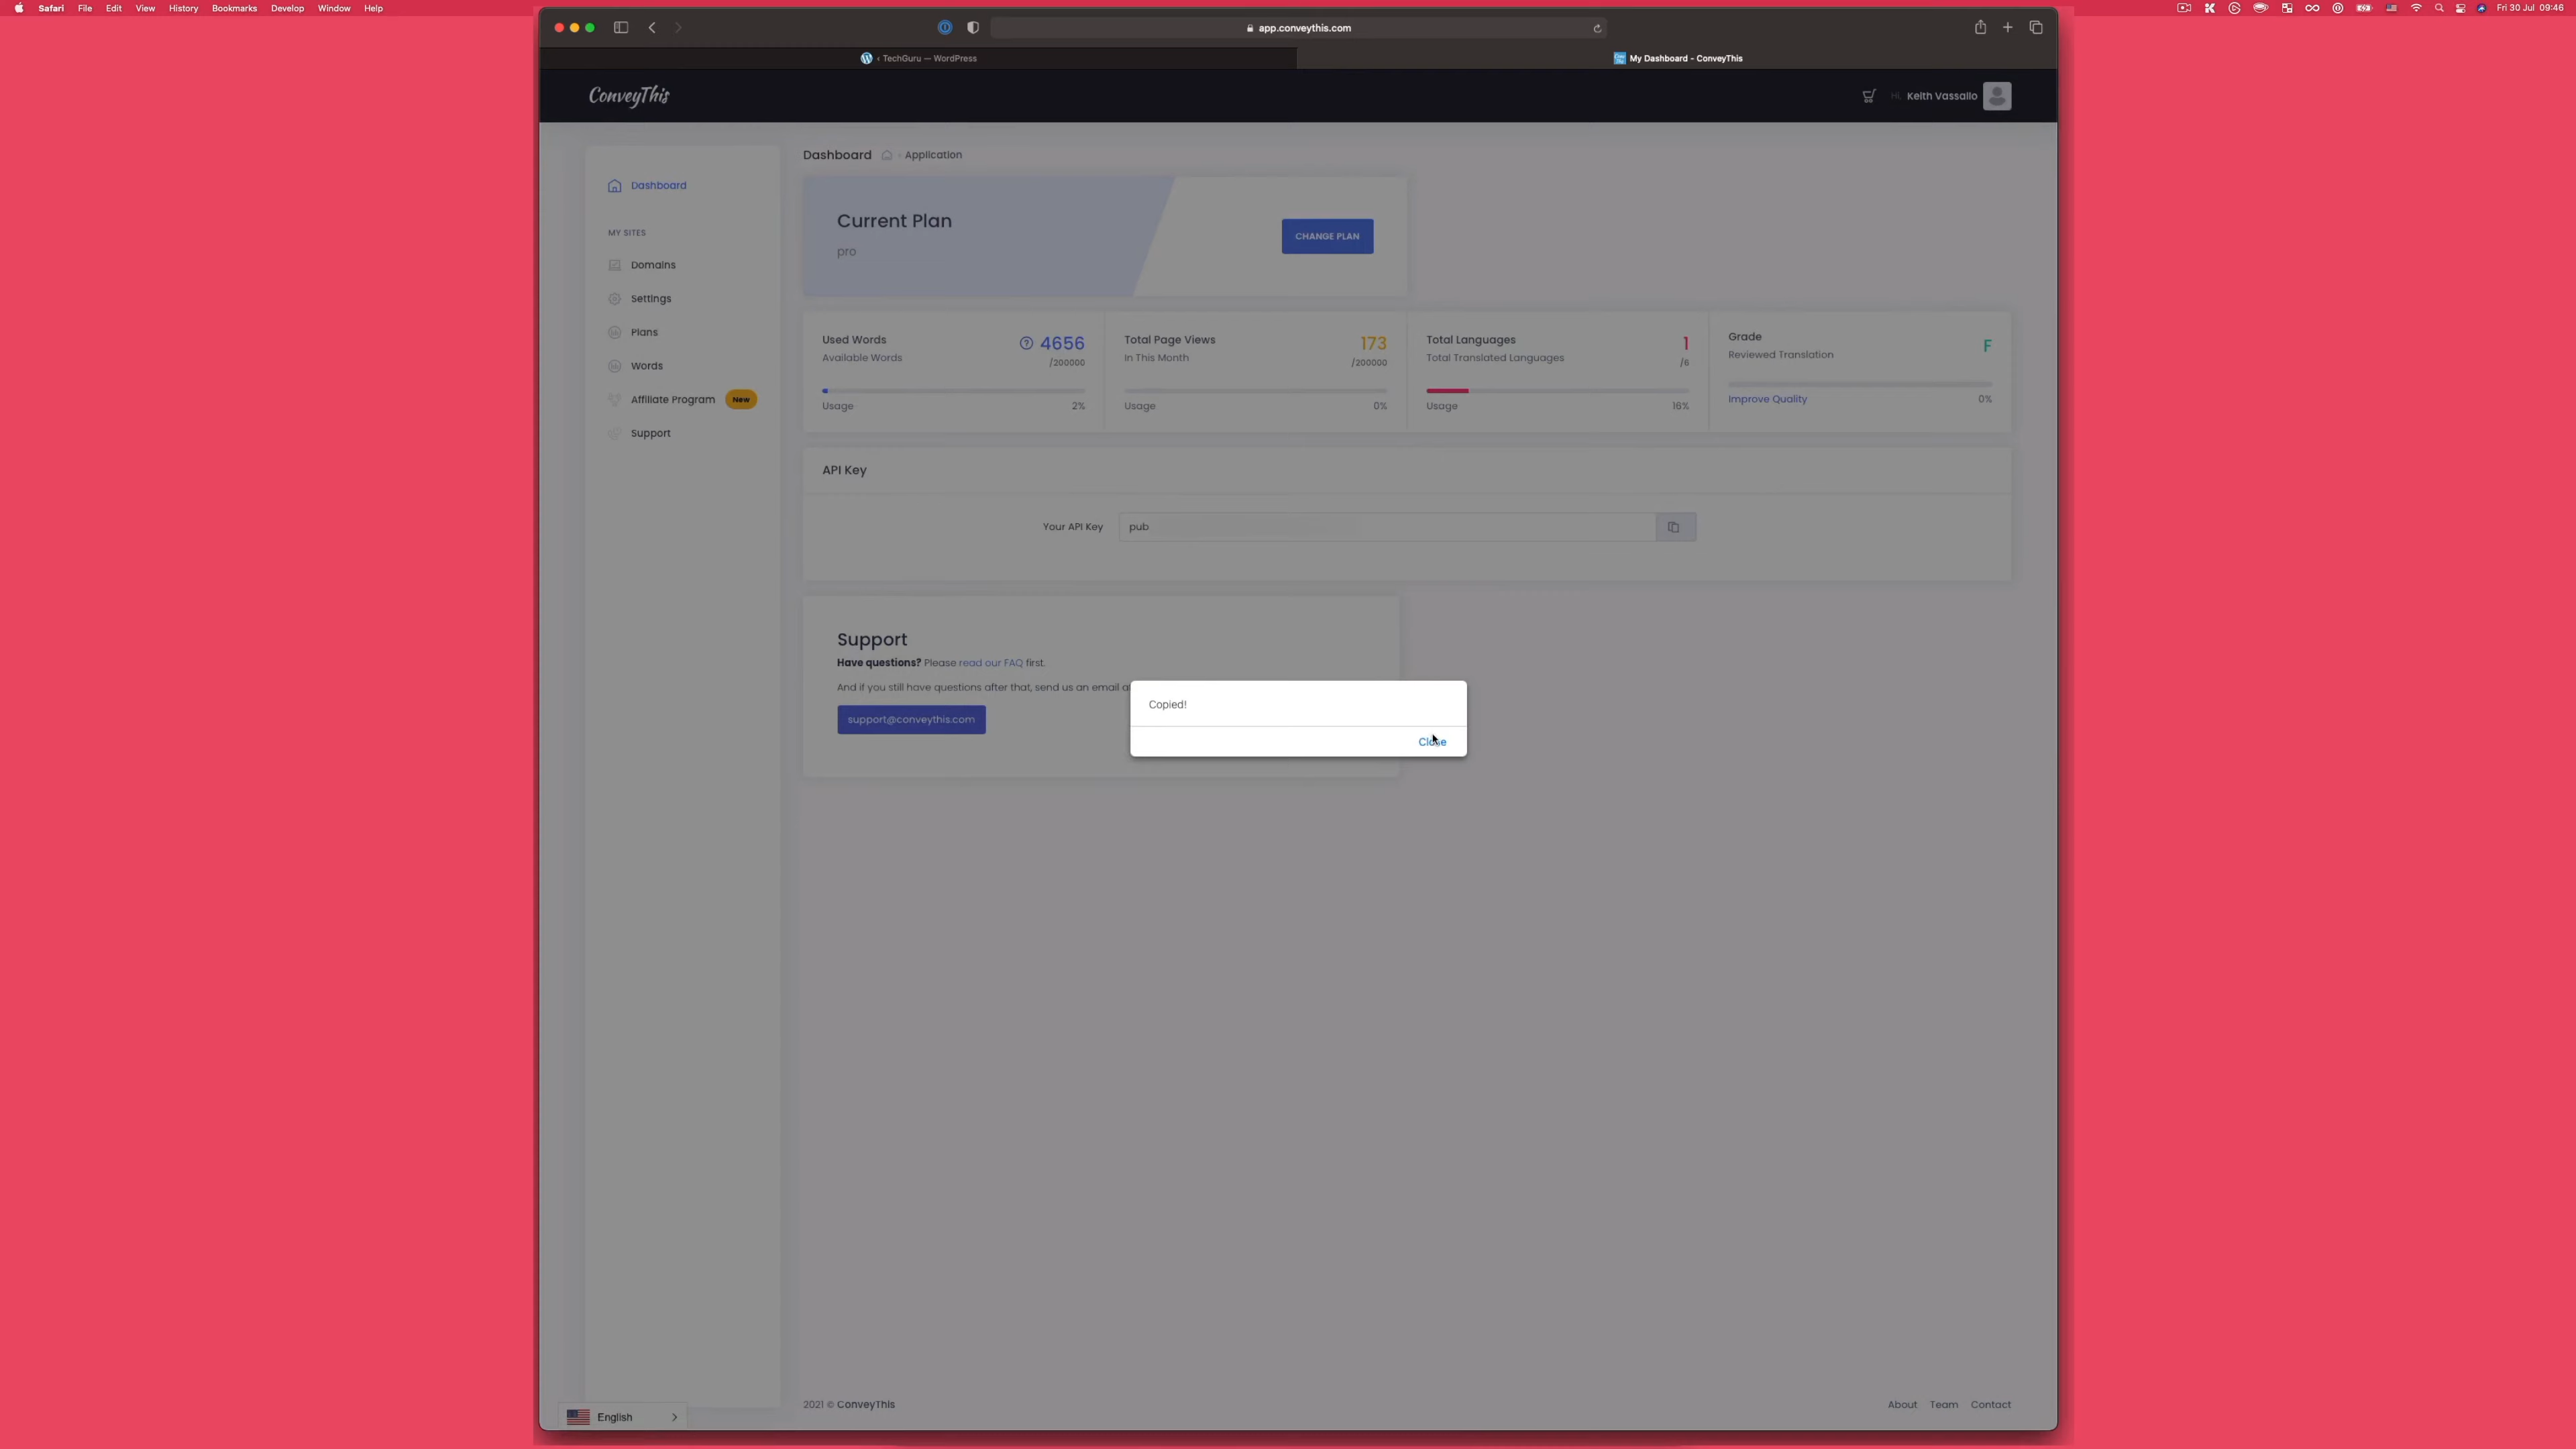 Safari File Edit View History Bookmarks Develop Window Help
Fri 30 Jul 09:46
app.conveythis.com
‹ TechGuru — WordPress
My Dashboard - ConveyThis
ConveyThis
Hi, Keith Vassallo
Dashboard
MY SITES
Domains
Settings
Plans
Words
Affiliate Program New
Support
Dashboard Application
Current Plan
pro
CHANGE PLAN
Used Words 4656
Available Words /200000
Usage 2%
Total Page Views 173
In This Month /200000
Usage 0%
Total Languages 1
Total Translated Languages /6
Usage 16%
Grade F
Reviewed Translation
Improve Quality 0%
API Key
Your API Key pub
Support
Have questions? Please read our FAQ first.
And if you still have questions after that, send us an email a
support@conveythis.com
Copied!
Close
2021 © ConveyThis
About Team Contact
English